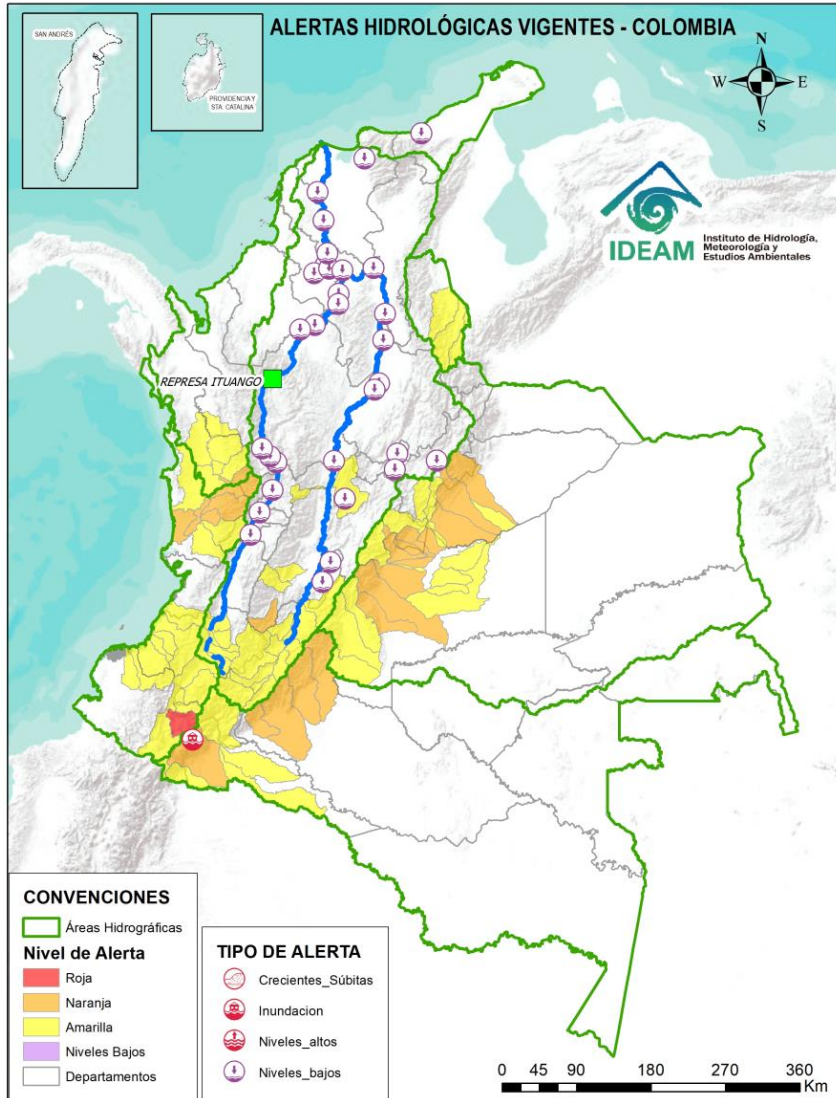 ALERTAS HIDROLÓGICAS VIGENTES - COLOMBIA
SAN ANDRÉS
PROVIDENCIA Y
STA. CATALINA
N
W
E
S
IDEAM
Instituto de Hidrología,
Meteorología y
Estudios Ambientales
REPRESA ITUANGO
CONVENCIONES
Áreas Hidrográficas
Nivel de Alerta
Roja
Naranja
Amarilla
Niveles Bajos
Departamentos
TIPO DE ALERTA
Crecientes_Súbitas
Inundacion
Niveles_altos
Niveles_bajos
0 45 90 180 270 360
Km